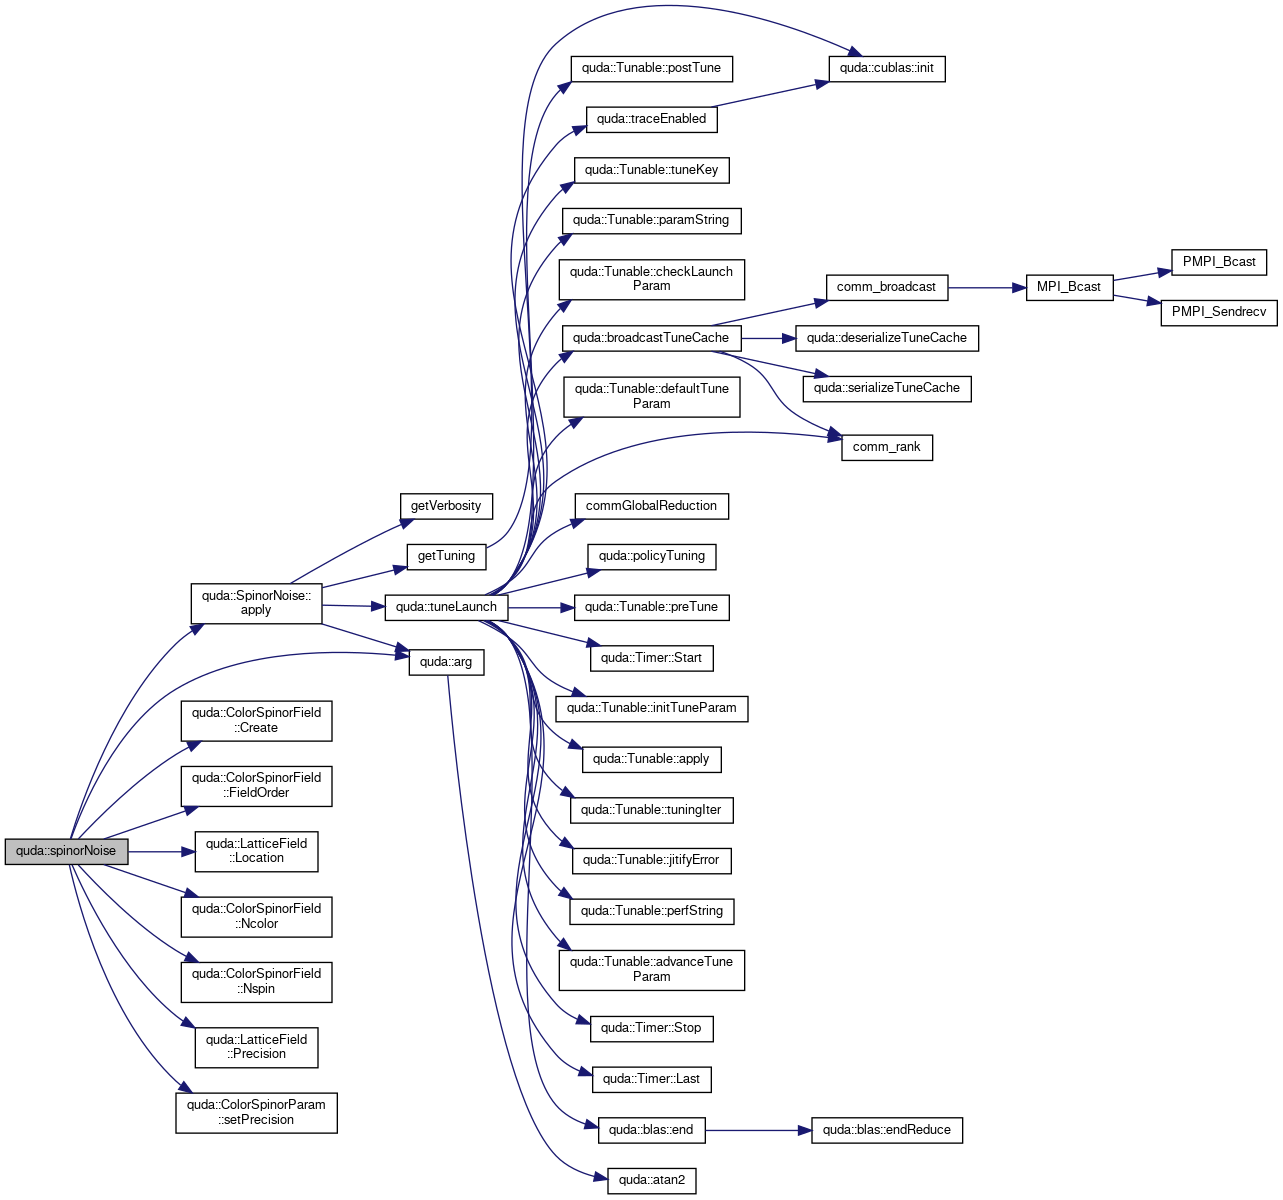 quda::spinorNoise
quda::SpinorNoise::
apply
quda::ColorSpinorField
::Create
quda::ColorSpinorField
::FieldOrder
quda::LatticeField
::Location
quda::ColorSpinorField
::Ncolor
quda::ColorSpinorField
::Nspin
quda::LatticeField
::Precision
quda::ColorSpinorParam
::setPrecision
getVerbosity
getTuning
quda::tuneLaunch
quda::arg
quda::Tunable::postTune
quda::traceEnabled
quda::Tunable::tuneKey
quda::Tunable::paramString
quda::Tunable::checkLaunch
Param
quda::broadcastTuneCache
quda::Tunable::defaultTune
Param
commGlobalReduction
quda::policyTuning
quda::Tunable::preTune
quda::Timer::Start
quda::Tunable::initTuneParam
quda::Tunable::apply
quda::Tunable::tuningIter
quda::Tunable::jitifyError
quda::Tunable::perfString
quda::Tunable::advanceTune
Param
quda::Timer::Stop
quda::Timer::Last
quda::blas::end
quda::atan2
quda::cublas::init
comm_broadcast
quda::deserializeTuneCache
quda::serializeTuneCache
comm_rank
quda::blas::endReduce
MPI_Bcast
PMPI_Bcast
PMPI_Sendrecv